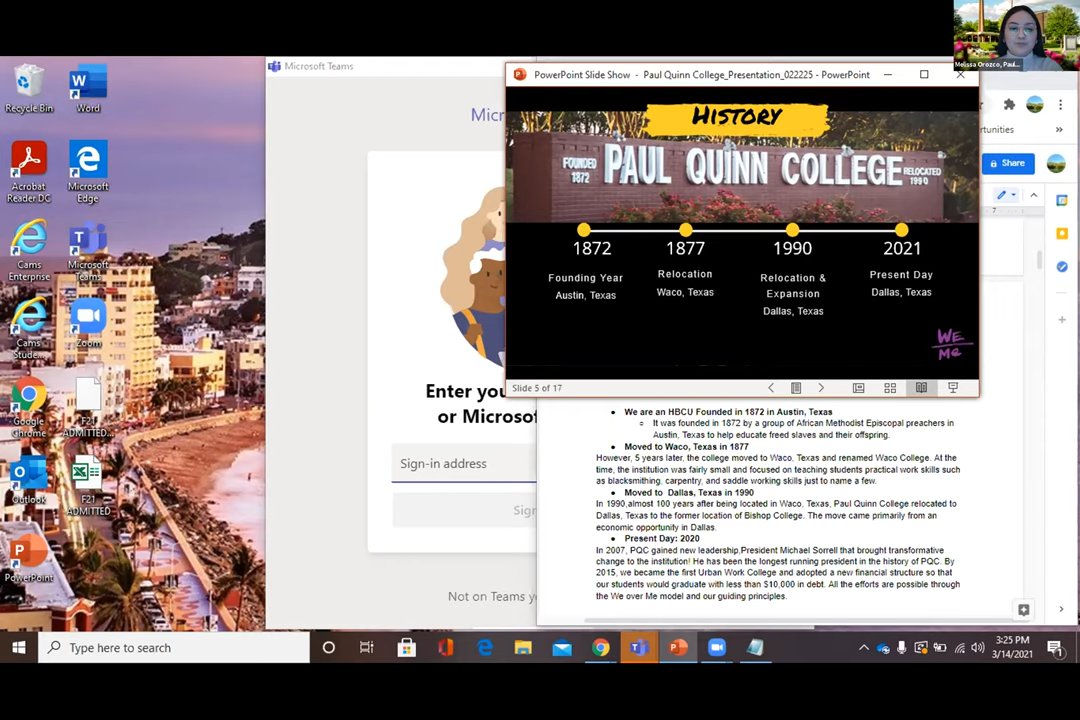 Melissa Orozco, Paul...
Microsoft Teams
PowerPoint Slide Show - Paul Quinn College_Presentation_022225 - PowerPoint
Recycle Bin
Word
Acrobat
Reader DC
Microsoft
Edge
Cams
Enterprise
Microsoft
Teams
Cams
Stude...
Zoom
Google
Chrome
F21
ADMITTED...
Outlook
F21
ADMITTED
PowerPoint
Micr
Enter you
or Microsof
Sign-in address
Sign
Not on Teams y
HISTORY
FOUNDED
1872
PAUL QUINN COLLEGE
RELOCATED
1990
1872
1877
1990
2021
Founding Year
Austin, Texas
Relocation
Waco, Texas
Relocation &
Expansion
Dallas, Texas
Present Day
Dallas, Texas
WE
Me
Slide 5 of 17
rtunities
Share
7
We are an HBCU Founded in 1872 in Austin, Texas
It was founded in 1872 by a group of African Methodist Episcopal preachers in
Austin, Texas to help educate freed slaves and their offspring.
Moved to Waco, Texas in 1877
However, 5 years later, the college moved to Waco, Texas and renamed Waco College. At the
time, the institution was fairly small and focused on teaching students practical work skills such
as blacksmithing, carpentry, and saddle working skills just to name a few.
Moved to Dallas, Texas in 1990
In 1990,almost 100 years after being located in Waco, Texas, Paul Quinn College relocated to
Dallas, Texas to the former location of Bishop College. The move came primarily from an
economic opportunity in Dallas.
Present Day: 2020
In 2007, PQC gained new leadership,President Michael Sorrell that brought transformative
change to the institution! He has been the longest running president in the history of PQC. By
2015, we became the first Urban Work College and adopted a new financial structure so that
our students would graduate with less than $10,000 in debt. All the efforts are possible through
the We over Me model and our guiding principles.
Type here to search
3:25 PM
3/14/2021
1